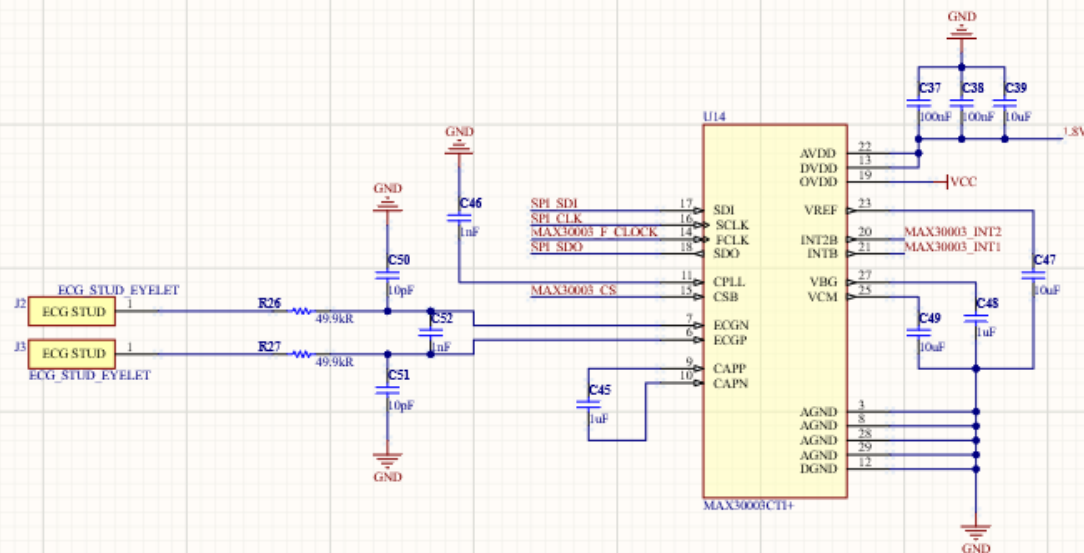 GND
C37
C38
C39
100nF
100nF
10uF
1.8V
GND
U14
AVDD 22
DVDD 13
OVDD 19
VCC
GND
C46
1nF
SPI_SDI 17 SDI
SPI_CLK 16 SCLK
MAX30003_F_CLOCK 14 FCLK
SPI_SDO 18 SDO
VREF 23
INT2B 20 MAX30003_INT2
INTB 21 MAX30003_INT1
C50
10pF
11 CPLL
MAX30003_CS 15 CSB
VBG 27
VCM 25
C47
10uF
C48
1uF
C49
10uF
ECG_STUD_EYELET
J2 ECG STUD 1
R26
49.9kR
C52
1nF
7 ECGN
6 ECGP
J3 ECG STUD 1
R27
49.9kR
ECG_STUD_EYELET
C51
10pF
9 CAPP
10 CAPN
C45
1uF
AGND 3
AGND 8
AGND 28
AGND 29
DGND 12
GND
MAX30003CTI+
GND